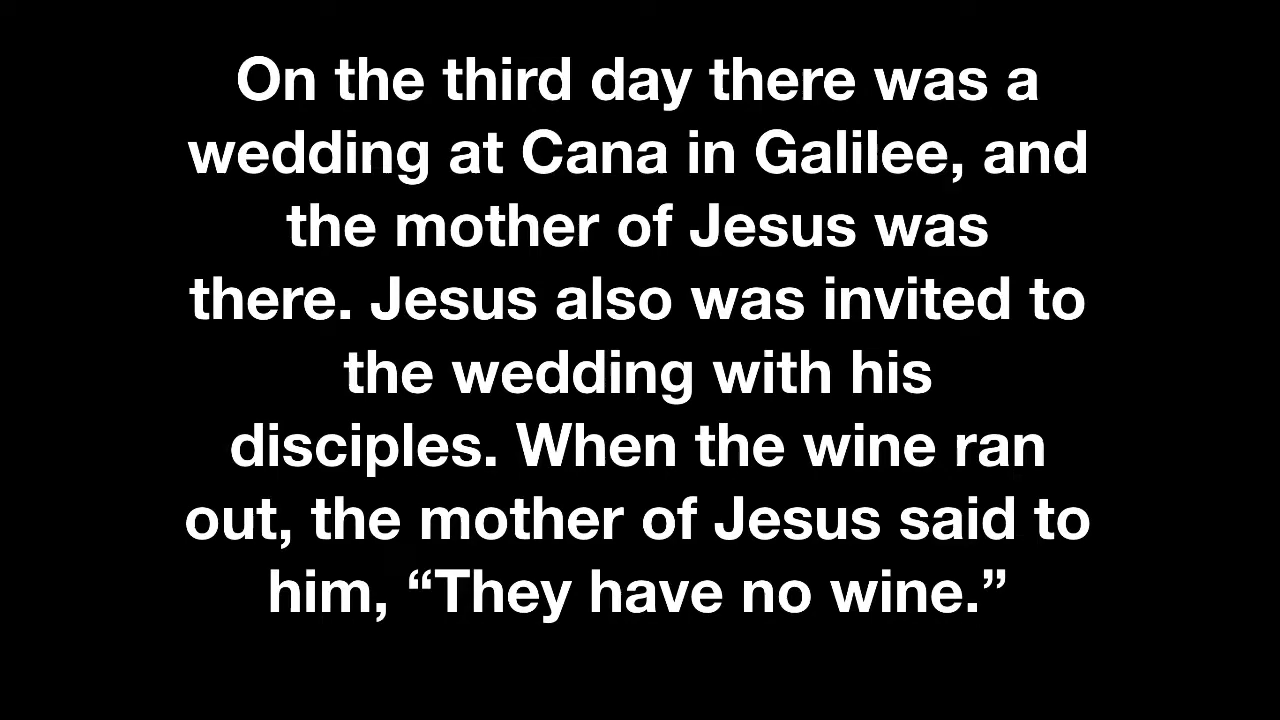 On the third day there was a
wedding at Cana in Galilee, and
the mother of Jesus was
there. Jesus also was invited to
the wedding with his
disciples. When the wine ran
out, the mother of Jesus said to
him, “They have no wine.”